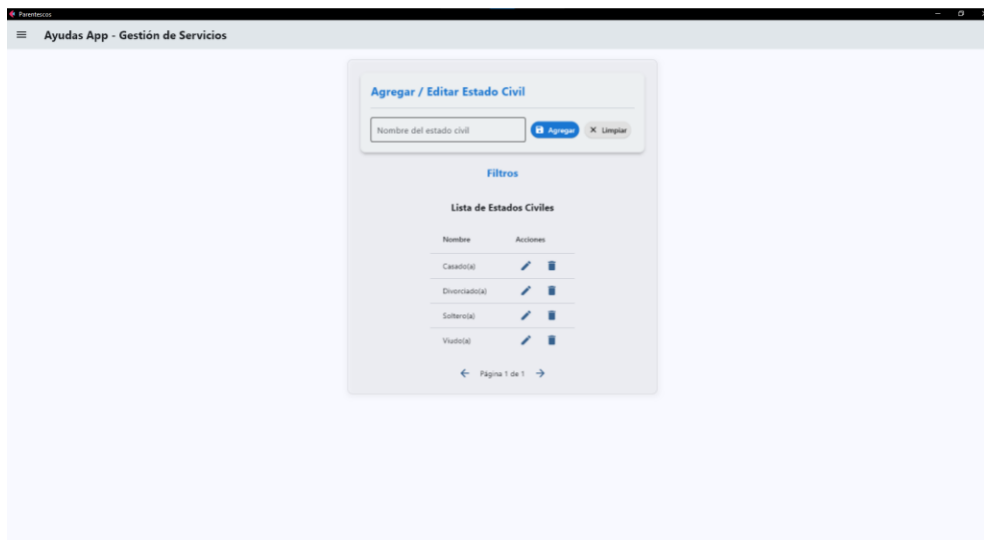 Parentescos
Ayudas App - Gestión de Servicios
Agregar / Editar Estado Civil
Nombre del estado civil Agregar Limpiar
Filtros
Lista de Estados Civiles
Nombre Acciones
Casado(a)
Divorciado(a)
Soltero(a)
Viudo(a)
Página 1 de 1